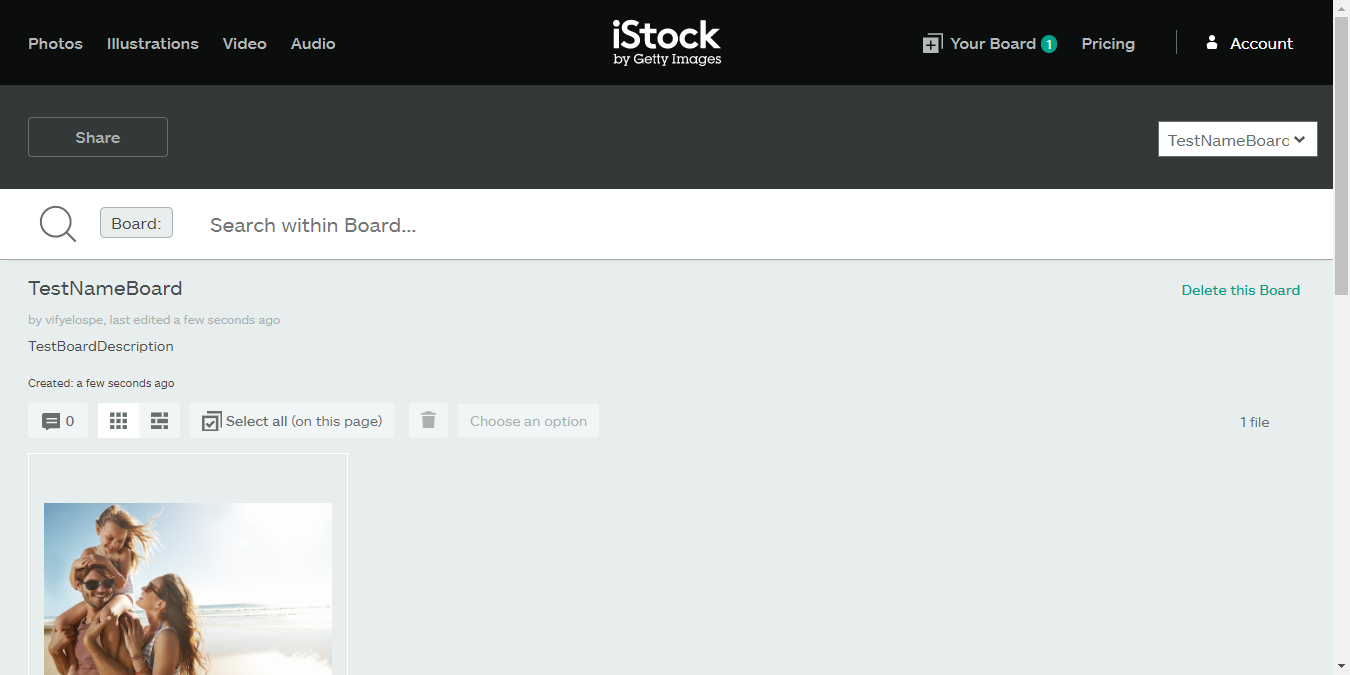 Photos Illustrations Video Audio
iStock
by Getty Images
Your Board 1 Pricing Account
Share
TestNameBoard
Board: Search within Board...
TestNameBoard
Delete this Board
by vifyelospe, last edited a few seconds ago
TestBoardDescription
Created: a few seconds ago
0 Select all (on this page) Choose an option 1 file